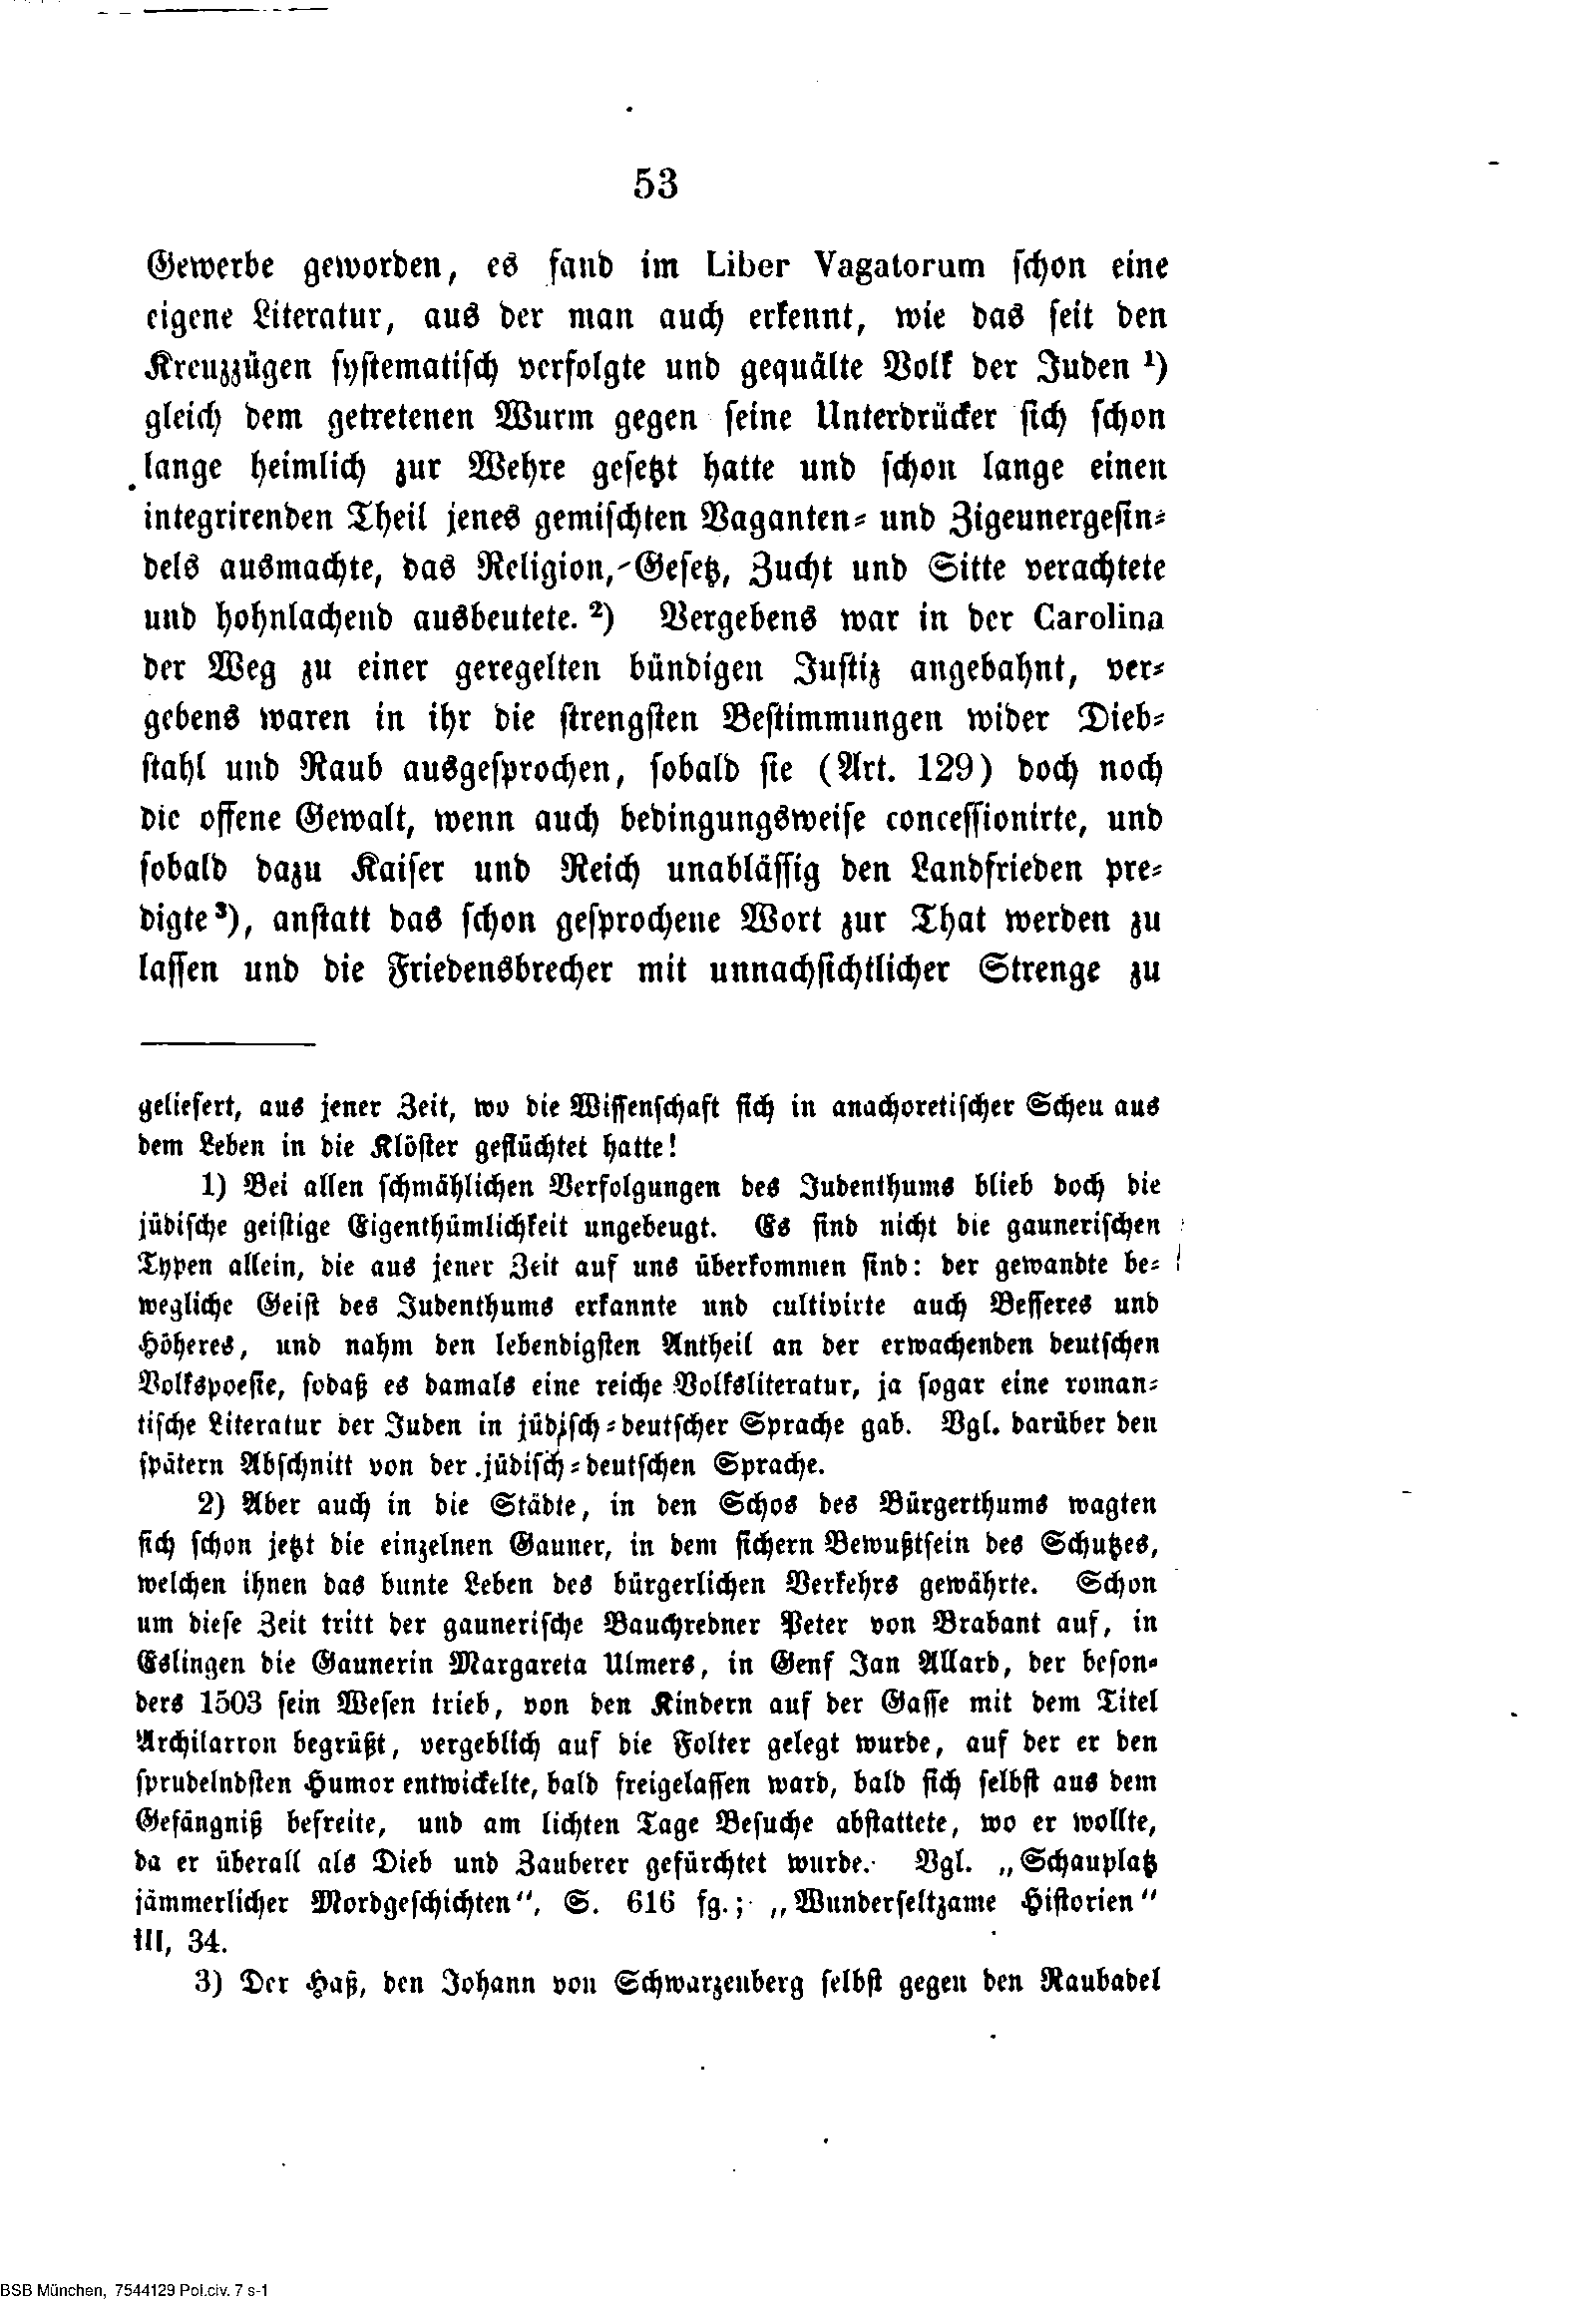 53
Gewerbe geworden, es fand im Liber Vagatorum schon eine
eigene Literatur, aus der man auch erkennt, wie das seit den
Kreuzzügen systematisch verfolgte und gequälte Volk der Juden ¹)
gleich dem getretenen Wurm gegen seine Unterdrücker sich schon
lange heimlich zur Wehre gesetzt hatte und schon lange einen
integrirenden Theil jenes gemischten Vaganten- und Zigeunergesin-
dels ausmachte, das Religion, Gesetz, Zucht und Sitte verachtete
und hohnlachend ausbeutete. ²) Vergebens war in der Carolina
der Weg zu einer geregelten bündigen Justiz angebahnt, ver-
gebens waren in ihr die strengsten Bestimmungen wider Dieb-
stahl und Raub ausgesprochen, sobald sie (Art. 129) doch noch
die offene Gewalt, wenn auch bedingungsweise concessionirte, und
sobald dazu Kaiser und Reich unablässig den Landfrieden pre-
digte ³), anstatt das schon gesprochene Wort zur That werden zu
lassen und die Friedensbrecher mit unnachsichtlicher Strenge zu
geliefert, aus jener Zeit, wo die Wissenschaft sich in anachoretischer Scheu aus
dem Leben in die Klöster geflüchtet hatte!
1) Bei allen schmählichen Verfolgungen des Judenthums blieb doch die
jüdische geistige Eigenthümlichkeit ungebeugt. Es sind nicht die gaunerischen
Typen allein, die aus jener Zeit auf uns überkommen sind: der gewandte be-
wegliche Geist des Judenthums erkannte und cultivirte auch Besseres und
Höheres, und nahm den lebendigsten Antheil an der erwachenden deutschen
Volkspoesie, sodaß es damals eine reiche Volksliteratur, ja sogar eine roman-
tische Literatur der Juden in jüdisch-deutscher Sprache gab. Vgl. darüber den
spätern Abschnitt von der jüdisch-deutschen Sprache.
2) Aber auch in die Städte, in den Schos des Bürgerthums wagten
sich schon jetzt die einzelnen Gauner, in dem sichern Bewußtsein des Schutzes,
welchen ihnen das bunte Leben des bürgerlichen Verkehrs gewährte. Schon
um diese Zeit tritt der gaunerische Bauchredner Peter von Brabant auf, in
Eslingen die Gaunerin Margareta Ulmers, in Genf Jan Allard, der beson-
ders 1503 sein Wesen trieb, von den Kindern auf der Gasse mit dem Titel
Archilarron begrüßt, vergeblich auf die Folter gelegt wurde, auf der er den
sprudelndsten Humor entwickelte, bald freigelassen ward, bald sich selbst aus dem
Gefängniß befreite, und am lichten Tage Besuche abstattete, wo er wollte,
da er überall als Dieb und Zauberer gefürchtet wurde. Vgl. „Schauplatz
jämmerlicher Mordgeschichten“, S. 616 fg.; „Wunderseltzame Historien“
III, 34.
3) Der Haß, den Johann von Schwarzenberg selbst gegen den Raubadel
BSB München, 7544129 Pol.civ. 7 s-1